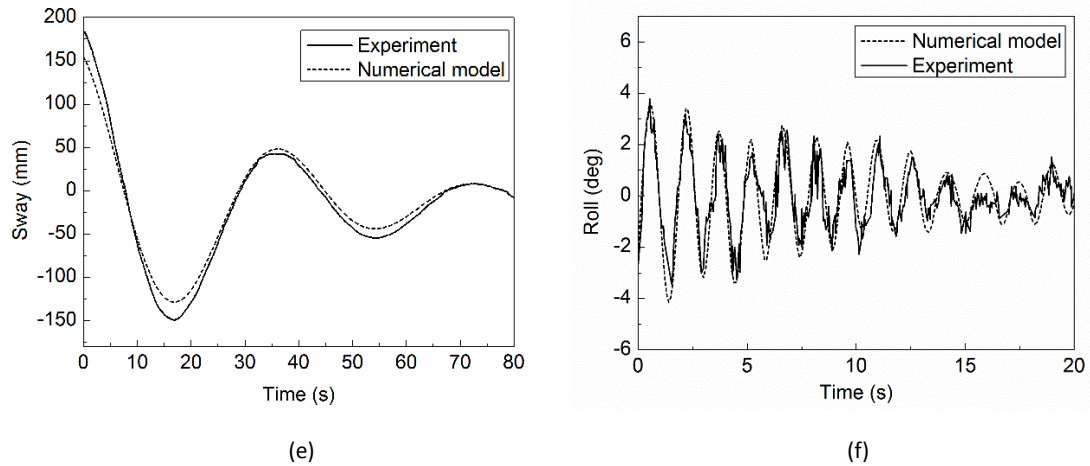 200
150
100
50
0
-50
-100
-150
Sway (mm)
Experiment
Numerical model
0 10 20 30 40 50 60 70 80
Time (s)
(e)
6
4
2
0
-2
-4
-6
Roll (deg)
Numerical model
Experiment
0 5 10 15 20
Time (s)
(f)